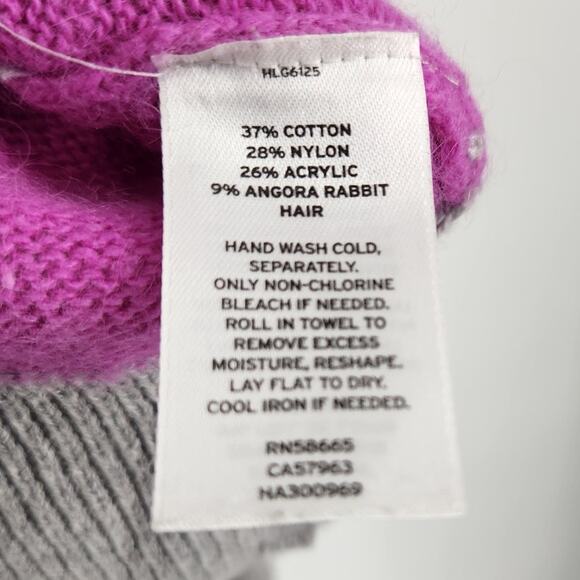 HLG6125
37% COTTON
28% NYLON
26% ACRYLIC
9% ANGORA RABBIT
HAIR
HAND WASH COLD,
SEPARATELY.
ONLY NON-CHLORINE
BLEACH IF NEEDED.
ROLL IN TOWEL TO
REMOVE EXCESS
MOISTURE, RESHAPE.
LAY FLAT TO DRY.
COOL IRON IF NEEDED.
RN58665
CA57963
HA300969